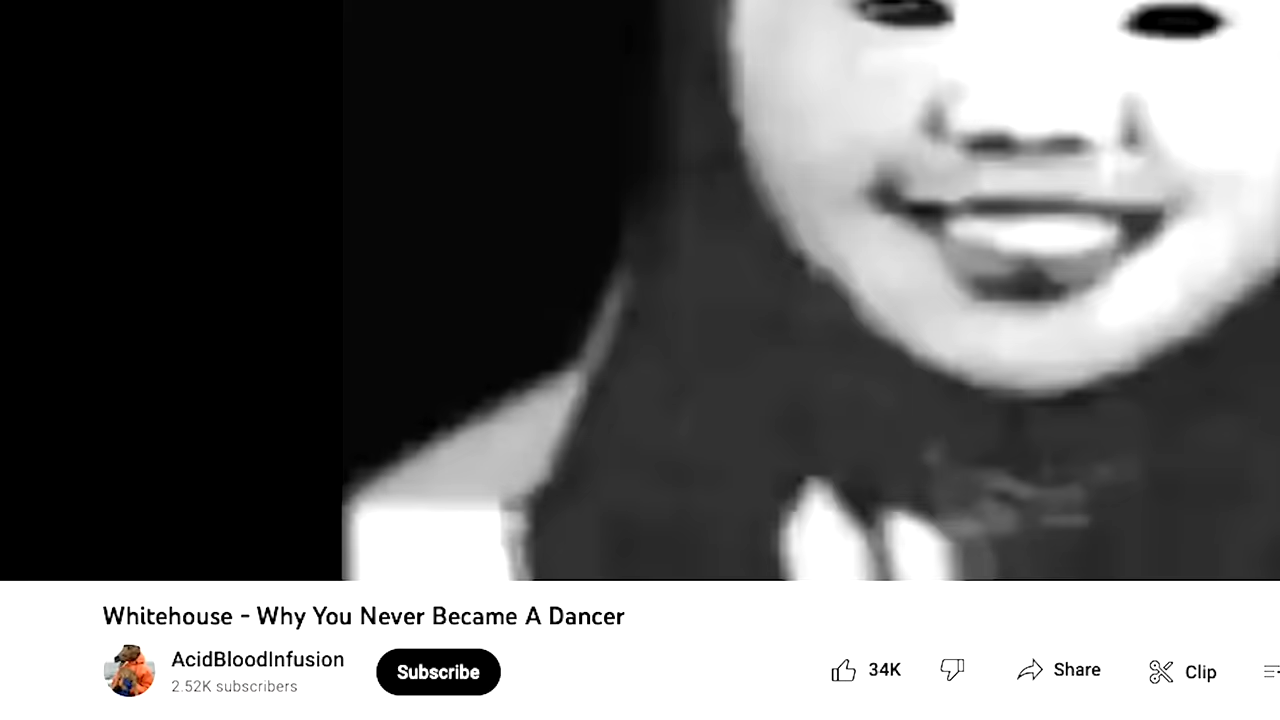 Whitehouse - Why You Never Became A Dancer
AcidBloodInfusion
2.52K subscribers
Subscribe
34K
Share
Clip